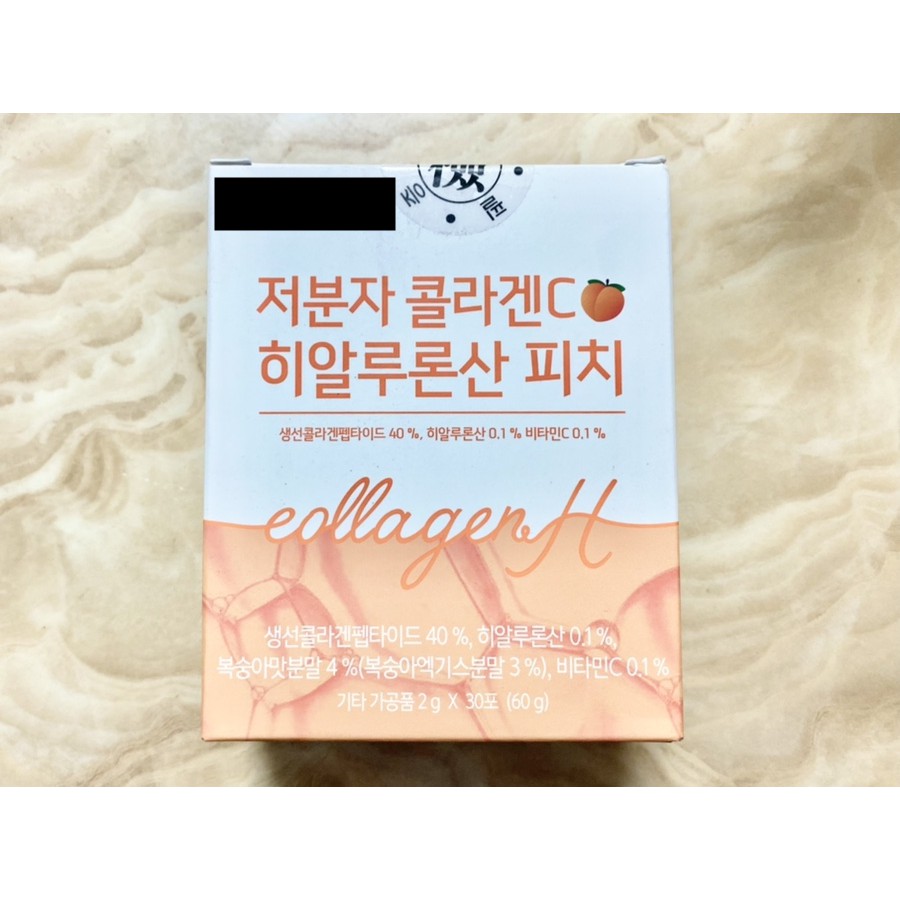 저분자 콜라겐C
히알루론산 피치
생선콜라겐펩타이드 40 %, 히알루론산 0.1 % 비타민C 0.1 %
collagen H
생선콜라겐펩타이드 40 %, 히알루론산 0.1 %,
복숭아맛분말 4 %(복숭아엑기스분말 3 %), 비타민C 0.1 %
기타 가공품 2 g X 30포 (60 g)